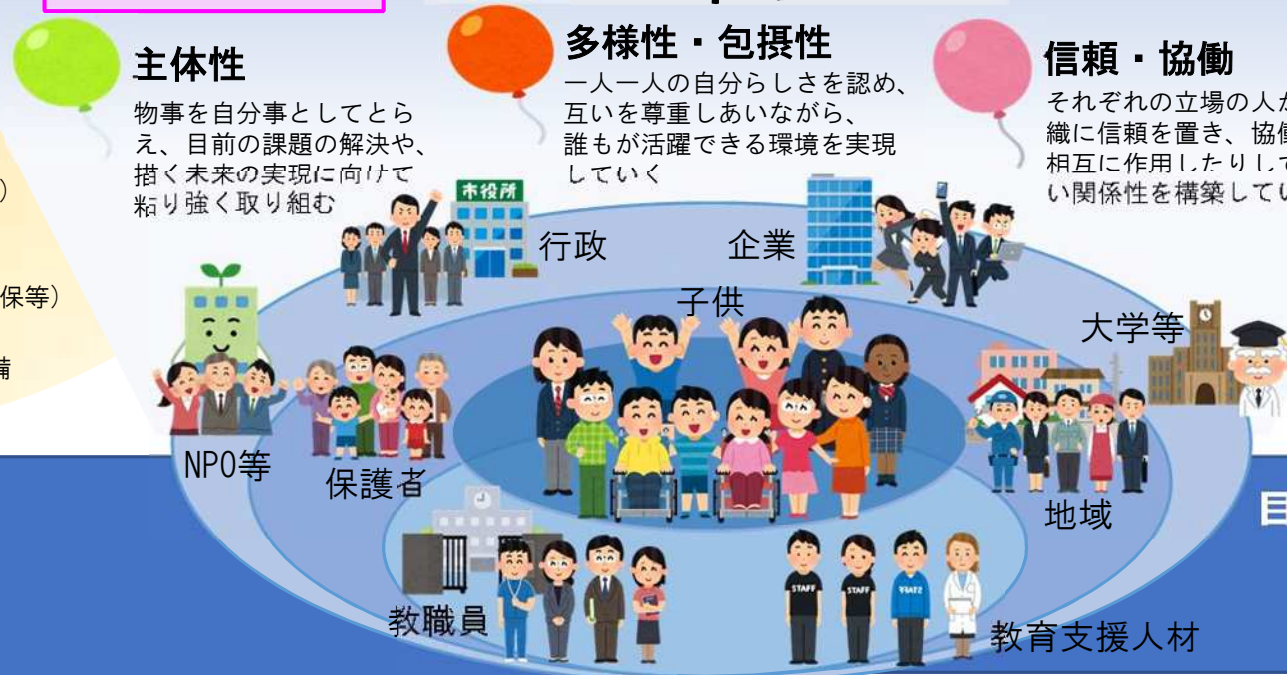 主体性
物事を自分事としてとら
え、目前の課題の解決や、
描く未来の実現に向けて
粘り強く取り組む
多様性・包摂性
一人一人の自分らしさを認め、
互いを尊重しあいながら、
誰もが活躍できる環境を実現
していく
信頼・協働
それぞれの立場の人が
織に信頼を置き、協働
相互に作用したりして
い関係性を構築してい
）
保等）
備
市役所
行政
企業
子供
大学等
NPO等
保護者
地域
教職員
STAFF
STAFF
教育支援人材